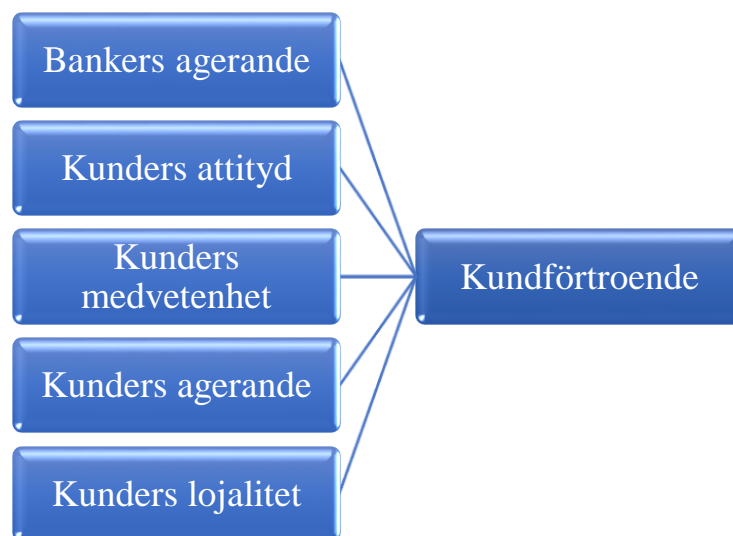 Bankers agerande
Kunders attityd
Kunders
medvetenhet
Kundförtroende
Kunders agerande
Kunders lojalitet